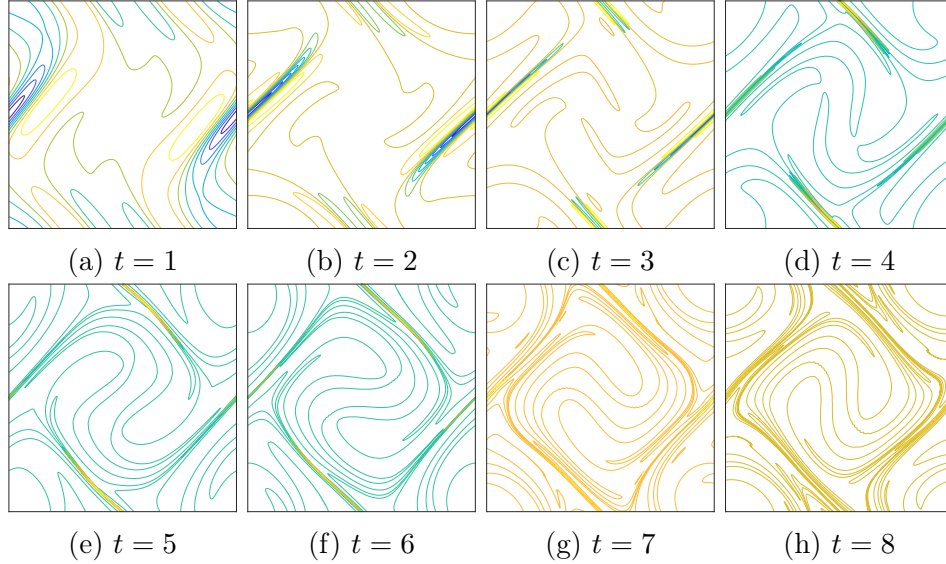 (a) t = 1 (b) t = 2 (c) t = 3 (d) t = 4
(e) t = 5 (f) t = 6 (g) t = 7 (h) t = 8